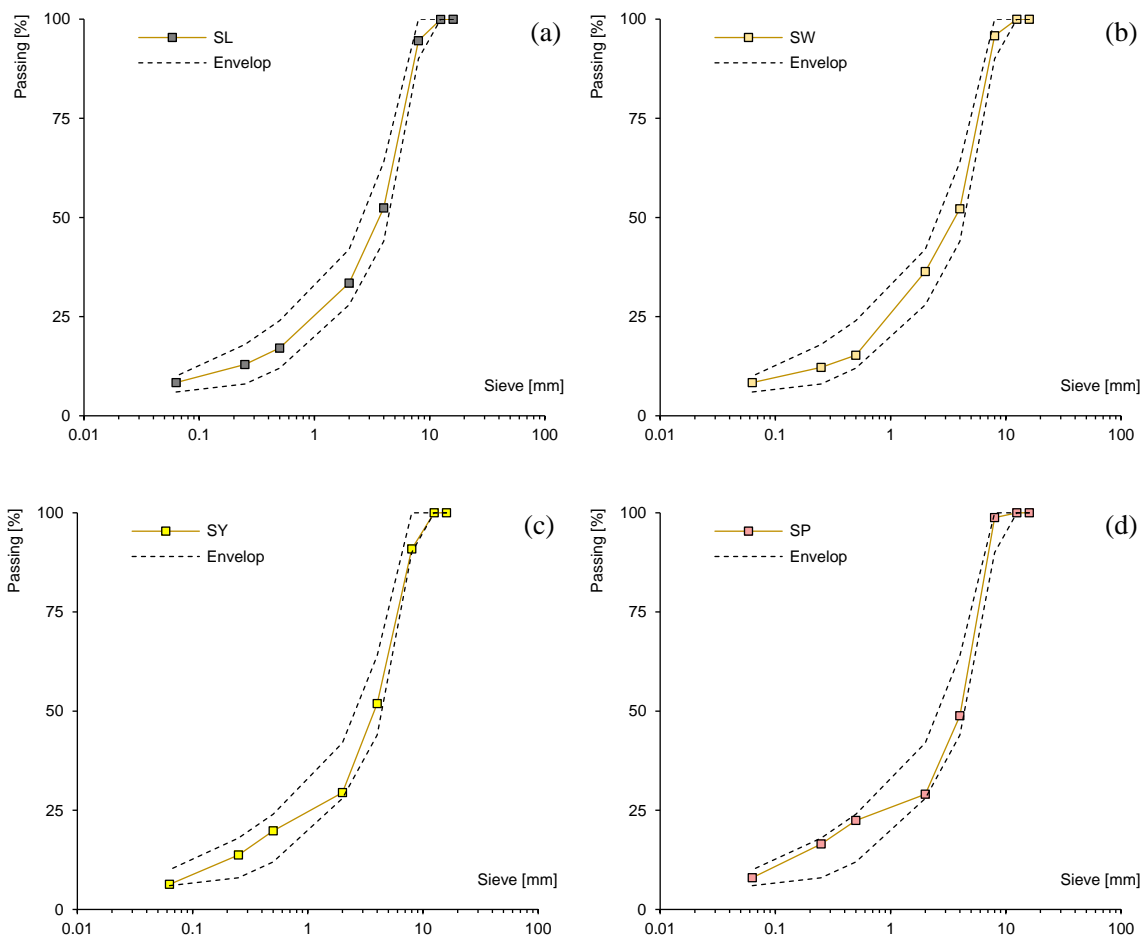 (a)
SL
Envelop
Passing [%]
100
75
50
25
0
Sieve [mm]
0.01 0.1 1 10 100
(b)
SW
Envelop
Passing [%]
100
75
50
25
0
Sieve [mm]
0.01 0.1 1 10 100
(c)
SY
Envelop
Passing [%]
100
75
50
25
0
Sieve [mm]
0.01 0.1 1 10 100
(d)
SP
Envelop
Passing [%]
100
75
50
25
0
Sieve [mm]
0.01 0.1 1 10 100